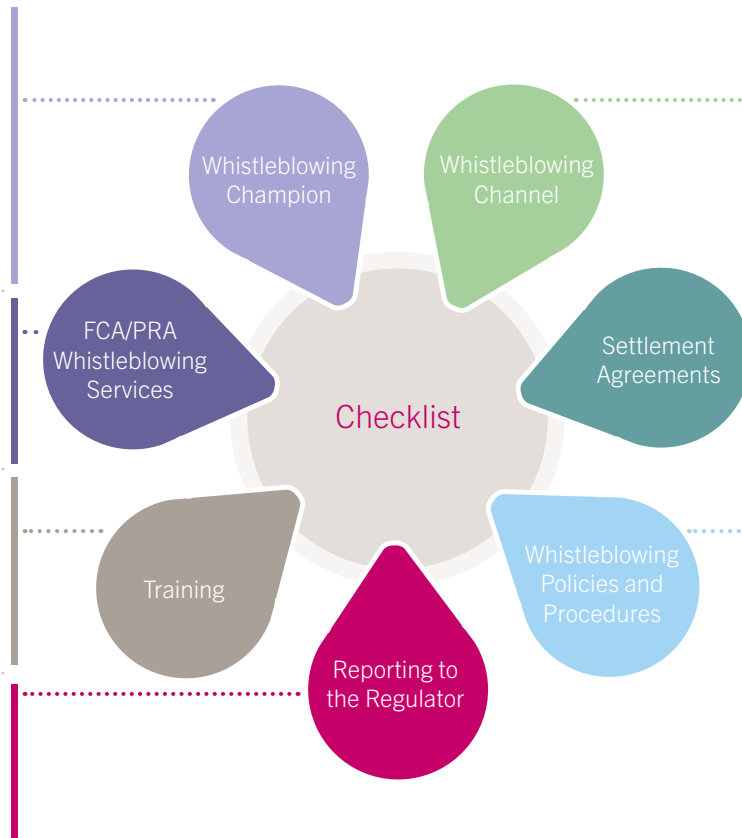 Whistleblowing
Champion
Whistleblowing
Channel
FCA/PRA
Whistleblowing
Services
Settlement
Agreements
Checklist
Training
Whistleblowing
Policies and
Procedures
Reporting to
the Regulator